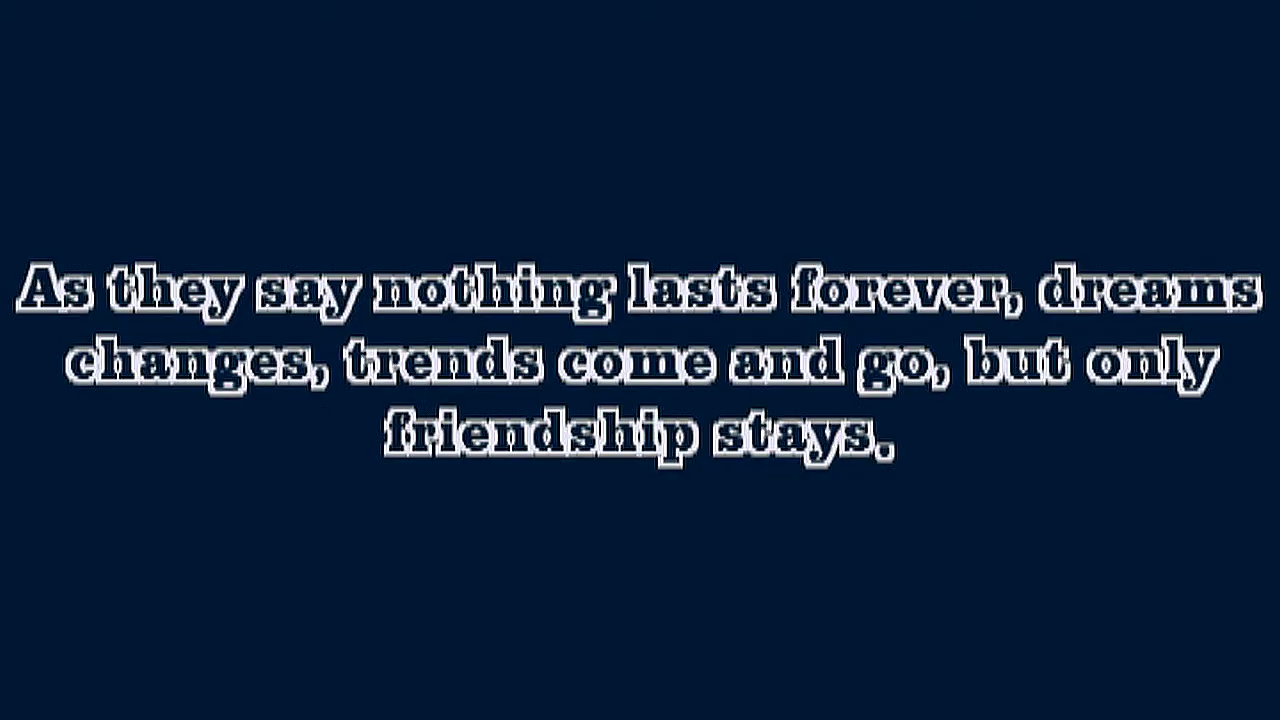 As they say nothing lasts forever, dreams
changes, trends come and go, but only
friendship stays.